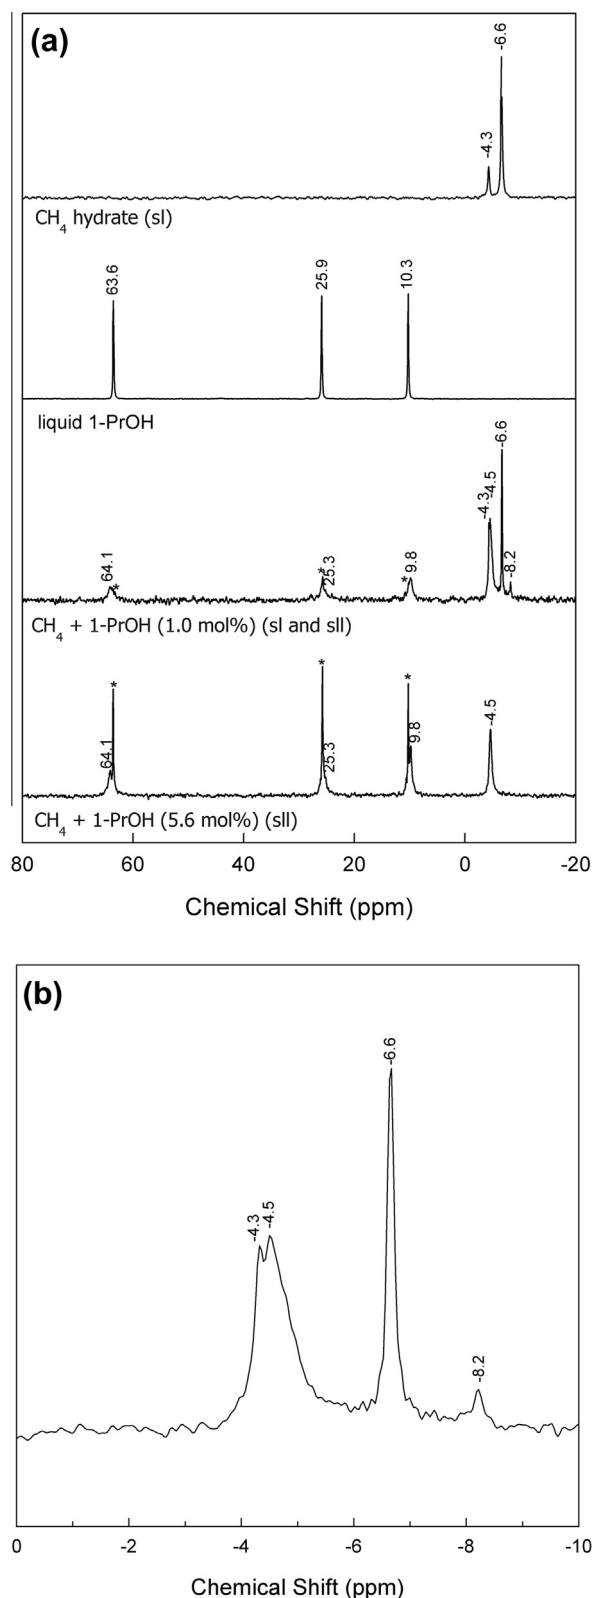 (a)
-6.6
-4.3
CH4 hydrate (sI)
63.6
25.9
10.3
liquid 1-PrOH
-6.6
-4.5
-4.3
-8.2
64.1
*
*
25.3
*
9.8
CH4 + 1-PrOH (1.0 mol%) (sI and sII)
*
*
*
64.1
25.3
9.8
-4.5
CH4 + 1-PrOH (5.6 mol%) (sII)
80 60 40 20 0 -20
Chemical Shift (ppm)
(b)
-6.6
-4.3
-4.5
-8.2
0 -2 -4 -6 -8 -10
Chemical Shift (ppm)